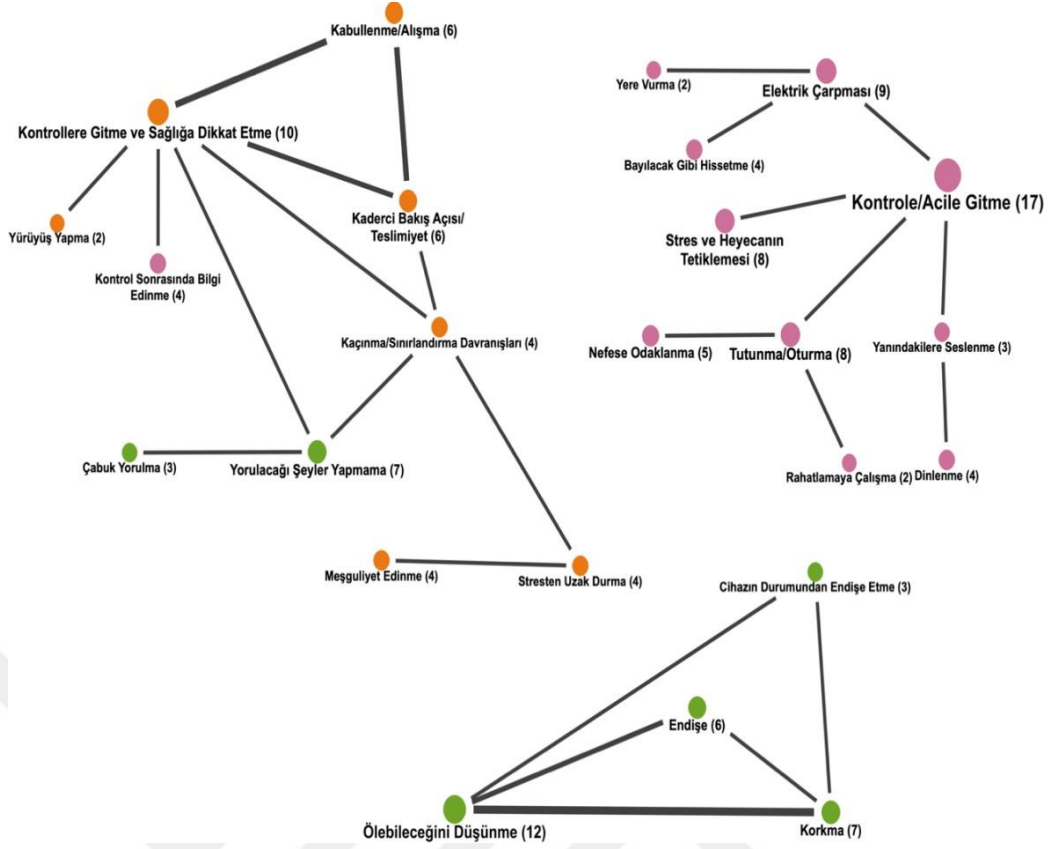 Kabullenme/Alışma (6)
Kontrollere Gitme ve Sağlığa Dikkat Etme (10)
Yürüyüş Yapma (2)
Kontrol Sonrasında Bilgi
Edinme (4)
Kaderci Bakış Açısı/
Teslimiyet (6)
Kaçınma/Sınırlandırma Davranışları (4)
Çabuk Yorulma (3)
Yorulacağı Şeyler Yapmama (7)
Meşguliyet Edinme (4)
Stresten Uzak Durma (4)
Yere Vurma (2)
Elektrik Çarpması (9)
Bayılacak Gibi Hissetme (4)
Kontrole/Acile Gitme (17)
Stres ve Heyecanın
Tetiklemesi (8)
Nefese Odaklanma (5)
Tutunma/Oturma (8)
Yanındakilere Seslenme (3)
Rahatlamaya Çalışma (2)
Dinlenme (4)
Cihazın Durumundan Endişe Etme (3)
Endişe (6)
Ölebileceğini Düşünme (12)
Korkma (7)